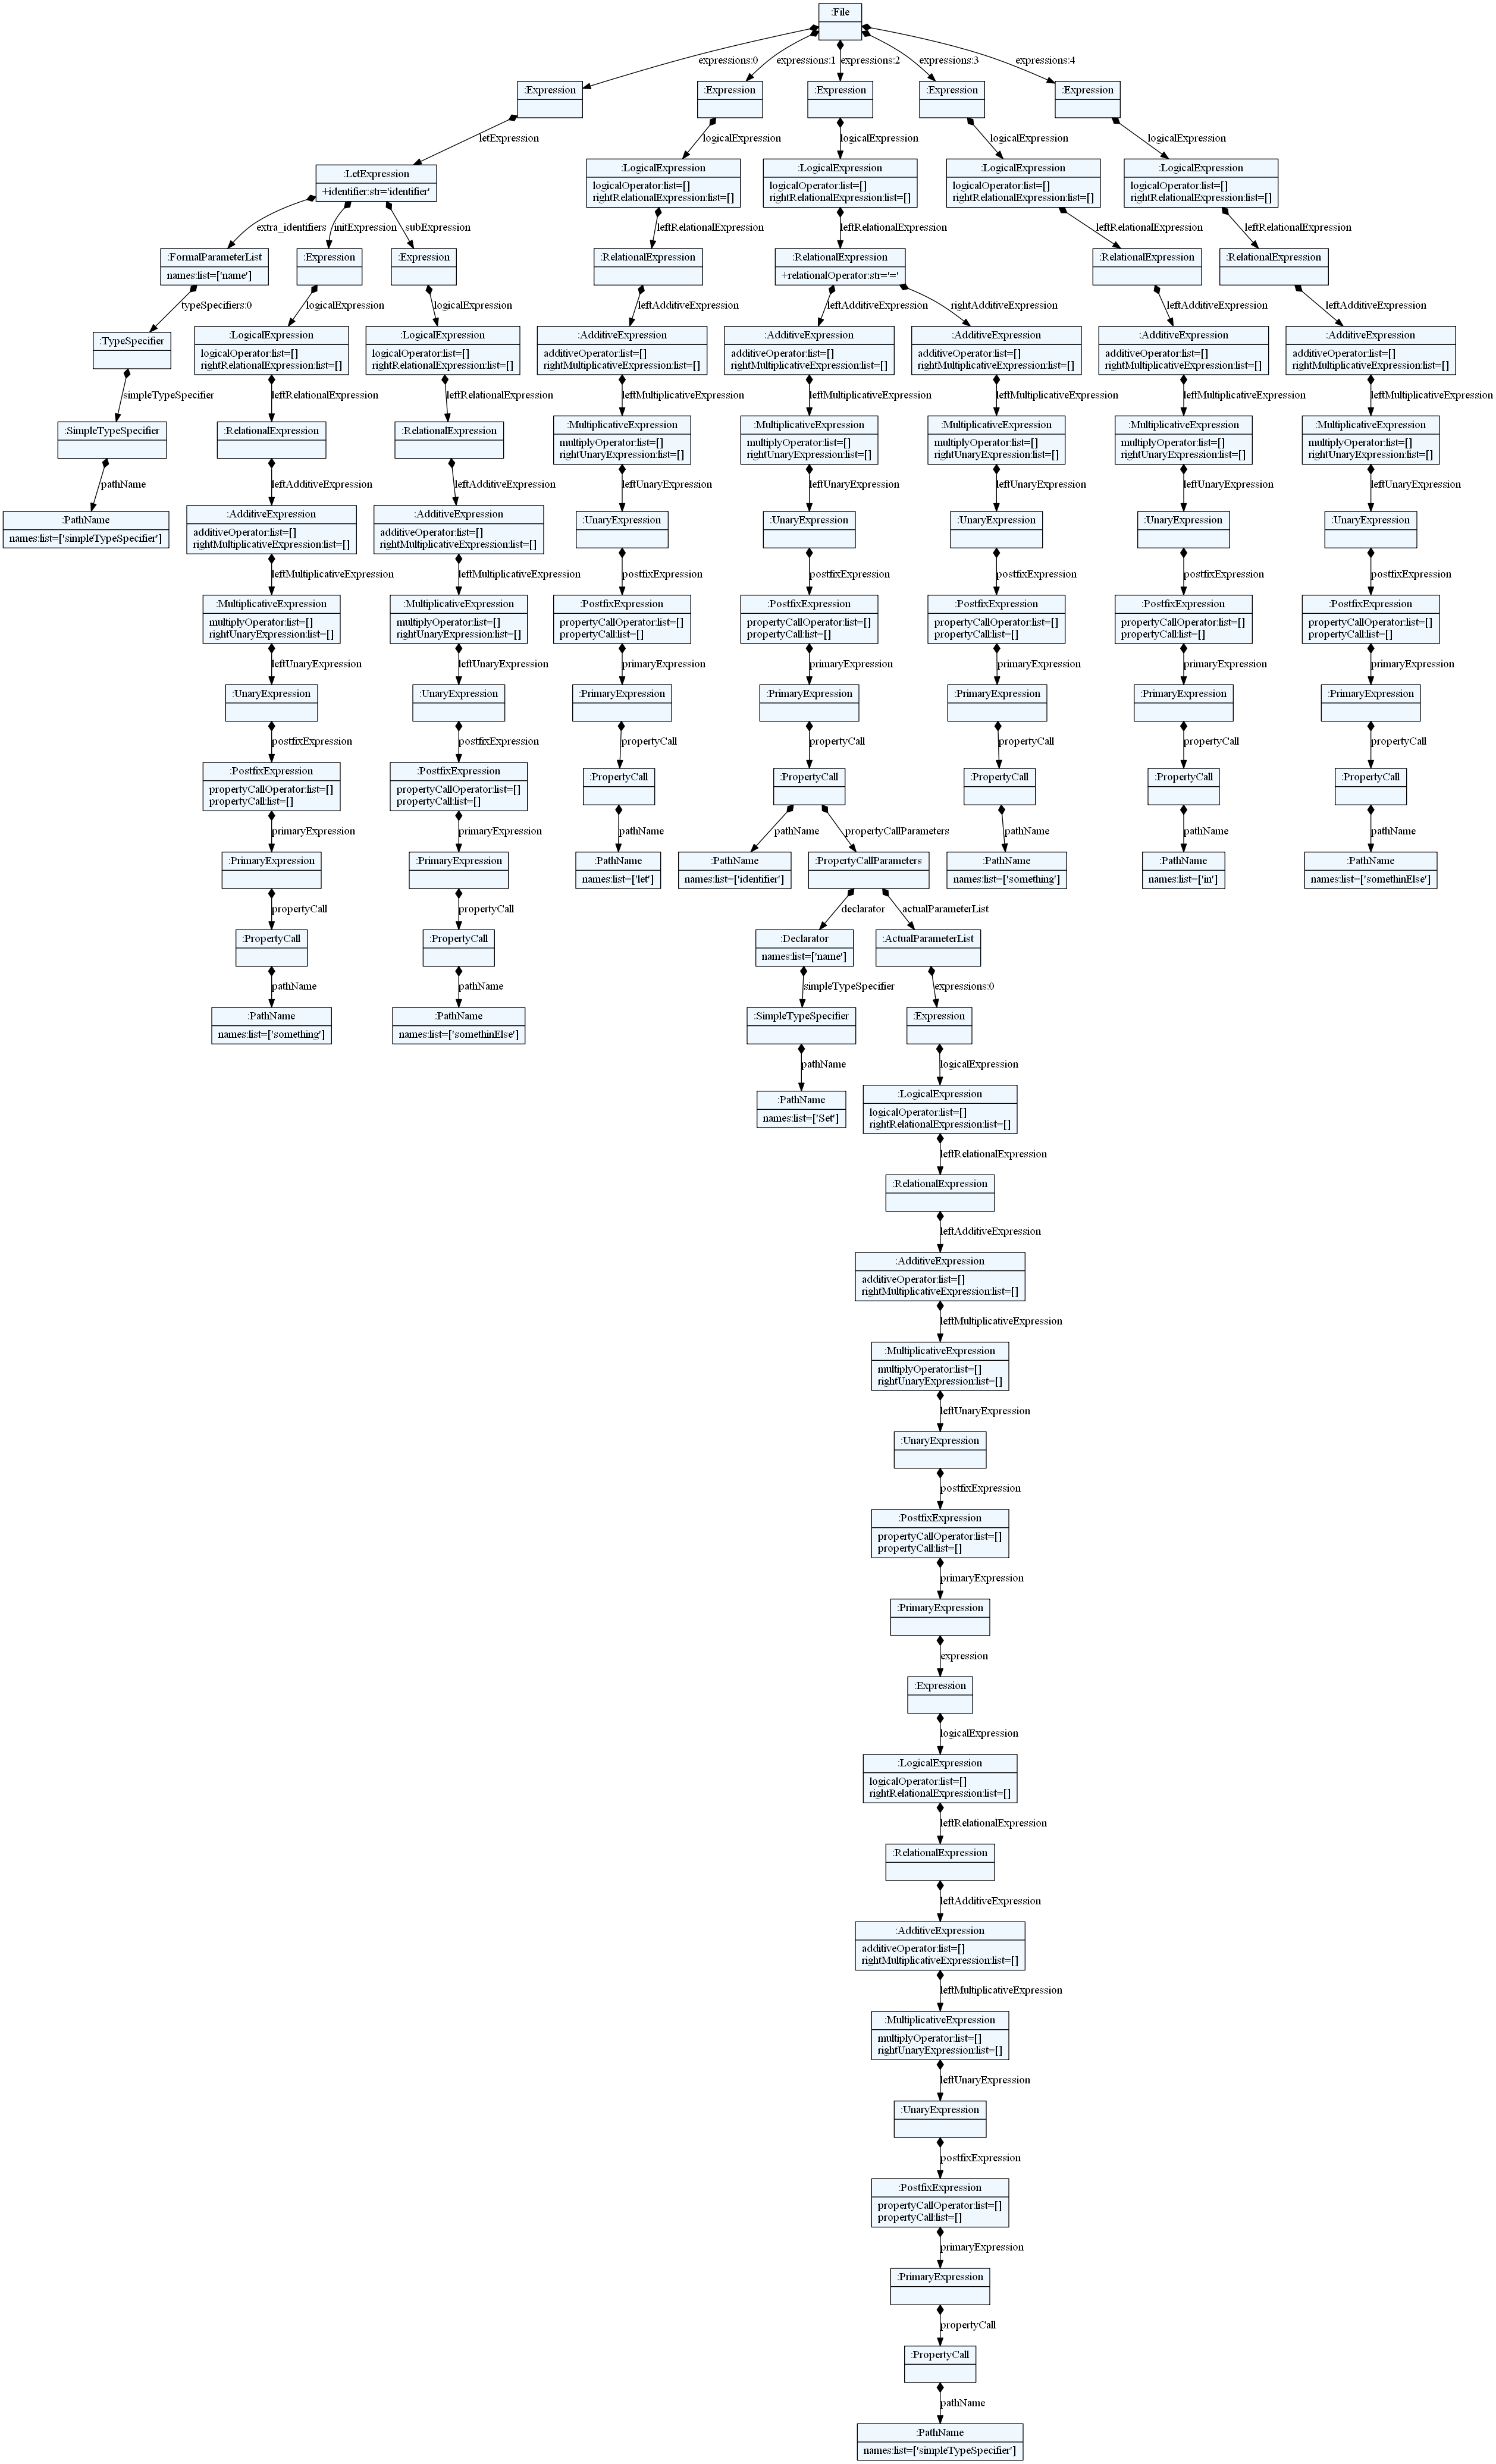 :File
expressions:0
expressions:1
expressions:2
expressions:3
expressions:4
:Expression
:Expression
:Expression
:Expression
:Expression
letExpression
logicalExpression
logicalExpression
logicalExpression
logicalExpression
:LetExpression
+identifier:str='identifier'
:LogicalExpression
logicalOperator:list=[]
rightRelationalExpression:list=[]
:LogicalExpression
logicalOperator:list=[]
rightRelationalExpression:list=[]
:LogicalExpression
logicalOperator:list=[]
rightRelationalExpression:list=[]
:LogicalExpression
logicalOperator:list=[]
rightRelationalExpression:list=[]
extra_identifiers
initExpression
subExpression
leftRelationalExpression
leftRelationalExpression
leftRelationalExpression
leftRelationalExpression
:FormalParameterList
names:list=['name']
:Expression
:Expression
:RelationalExpression
:RelationalExpression
+relationalOperator:str='='
:RelationalExpression
:RelationalExpression
typeSpecifiers:0
logicalExpression
logicalExpression
leftAdditiveExpression
leftAdditiveExpression
rightAdditiveExpression
leftAdditiveExpression
leftAdditiveExpression
:TypeSpecifier
:LogicalExpression
logicalOperator:list=[]
rightRelationalExpression:list=[]
:LogicalExpression
logicalOperator:list=[]
rightRelationalExpression:list=[]
:AdditiveExpression
additiveOperator:list=[]
rightMultiplicativeExpression:list=[]
:AdditiveExpression
additiveOperator:list=[]
rightMultiplicativeExpression:list=[]
:AdditiveExpression
additiveOperator:list=[]
rightMultiplicativeExpression:list=[]
:AdditiveExpression
additiveOperator:list=[]
rightMultiplicativeExpression:list=[]
:AdditiveExpression
additiveOperator:list=[]
rightMultiplicativeExpression:list=[]
simpleTypeSpecifier
leftRelationalExpression
leftRelationalExpression
leftMultiplicativeExpression
leftMultiplicativeExpression
leftMultiplicativeExpression
leftMultiplicativeExpression
leftMultiplicativeExpression
:SimpleTypeSpecifier
:RelationalExpression
:RelationalExpression
:MultiplicativeExpression
multiplyOperator:list=[]
rightUnaryExpression:list=[]
:MultiplicativeExpression
multiplyOperator:list=[]
rightUnaryExpression:list=[]
:MultiplicativeExpression
multiplyOperator:list=[]
rightUnaryExpression:list=[]
:MultiplicativeExpression
multiplyOperator:list=[]
rightUnaryExpression:list=[]
:MultiplicativeExpression
multiplyOperator:list=[]
rightUnaryExpression:list=[]
pathName
leftAdditiveExpression
leftAdditiveExpression
leftUnaryExpression
leftUnaryExpression
leftUnaryExpression
leftUnaryExpression
leftUnaryExpression
:PathName
names:list=['simpleTypeSpecifier']
:AdditiveExpression
additiveOperator:list=[]
rightMultiplicativeExpression:list=[]
:AdditiveExpression
additiveOperator:list=[]
rightMultiplicativeExpression:list=[]
:UnaryExpression
:UnaryExpression
:UnaryExpression
:UnaryExpression
:UnaryExpression
leftMultiplicativeExpression
leftMultiplicativeExpression
postfixExpression
postfixExpression
postfixExpression
postfixExpression
postfixExpression
:MultiplicativeExpression
multiplyOperator:list=[]
rightUnaryExpression:list=[]
:MultiplicativeExpression
multiplyOperator:list=[]
rightUnaryExpression:list=[]
:PostfixExpression
propertyCallOperator:list=[]
propertyCall:list=[]
:PostfixExpression
propertyCallOperator:list=[]
propertyCall:list=[]
:PostfixExpression
propertyCallOperator:list=[]
propertyCall:list=[]
:PostfixExpression
propertyCallOperator:list=[]
propertyCall:list=[]
:PostfixExpression
propertyCallOperator:list=[]
propertyCall:list=[]
leftUnaryExpression
leftUnaryExpression
primaryExpression
primaryExpression
primaryExpression
primaryExpression
primaryExpression
:UnaryExpression
:UnaryExpression
:PrimaryExpression
:PrimaryExpression
:PrimaryExpression
:PrimaryExpression
:PrimaryExpression
postfixExpression
postfixExpression
propertyCall
propertyCall
propertyCall
propertyCall
propertyCall
:PostfixExpression
propertyCallOperator:list=[]
propertyCall:list=[]
:PostfixExpression
propertyCallOperator:list=[]
propertyCall:list=[]
:PropertyCall
:PropertyCall
:PropertyCall
:PropertyCall
:PropertyCall
primaryExpression
primaryExpression
pathName
pathName
propertyCallParameters
pathName
pathName
pathName
:PrimaryExpression
:PrimaryExpression
:PathName
names:list=['let']
:PathName
names:list=['identifier']
:PropertyCallParameters
:PathName
names:list=['something']
:PathName
names:list=['in']
:PathName
names:list=['somethinElse']
propertyCall
propertyCall
declarator
actualParameterList
:PropertyCall
:PropertyCall
:Declarator
names:list=['name']
:ActualParameterList
pathName
pathName
simpleTypeSpecifier
expressions:0
:PathName
names:list=['something']
:PathName
names:list=['somethinElse']
:SimpleTypeSpecifier
:Expression
pathName
logicalExpression
:PathName
names:list=['Set']
:LogicalExpression
logicalOperator:list=[]
rightRelationalExpression:list=[]
leftRelationalExpression
:RelationalExpression
leftAdditiveExpression
:AdditiveExpression
additiveOperator:list=[]
rightMultiplicativeExpression:list=[]
leftMultiplicativeExpression
:MultiplicativeExpression
multiplyOperator:list=[]
rightUnaryExpression:list=[]
leftUnaryExpression
:UnaryExpression
postfixExpression
:PostfixExpression
propertyCallOperator:list=[]
propertyCall:list=[]
primaryExpression
:PrimaryExpression
expression
:Expression
logicalExpression
:LogicalExpression
logicalOperator:list=[]
rightRelationalExpression:list=[]
leftRelationalExpression
:RelationalExpression
leftAdditiveExpression
:AdditiveExpression
additiveOperator:list=[]
rightMultiplicativeExpression:list=[]
leftMultiplicativeExpression
:MultiplicativeExpression
multiplyOperator:list=[]
rightUnaryExpression:list=[]
leftUnaryExpression
:UnaryExpression
postfixExpression
:PostfixExpression
propertyCallOperator:list=[]
propertyCall:list=[]
primaryExpression
:PrimaryExpression
propertyCall
:PropertyCall
pathName
:PathName
names:list=['simpleTypeSpecifier']